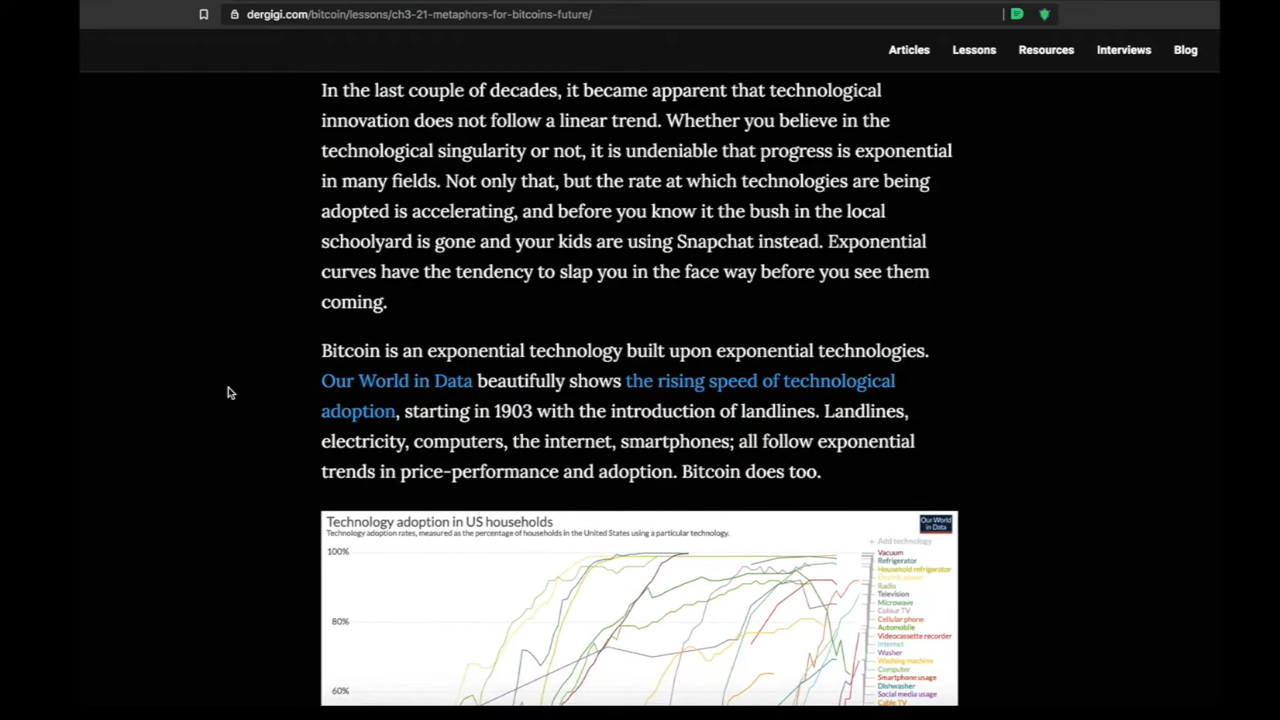 dergigi.com/bitcoin/lessons/ch3-21-metaphors-for-bitcoins-future/
Articles Lessons Resources Interviews Blog
In the last couple of decades, it became apparent that technological
innovation does not follow a linear trend. Whether you believe in the
technological singularity or not, it is undeniable that progress is exponential
in many fields. Not only that, but the rate at which technologies are being
adopted is accelerating, and before you know it the bush in the local
schoolyard is gone and your kids are using Snapchat instead. Exponential
curves have the tendency to slap you in the face way before you see them
coming.
Bitcoin is an exponential technology built upon exponential technologies.
Our World in Data beautifully shows the rising speed of technological
adoption, starting in 1903 with the introduction of landlines. Landlines,
electricity, computers, the internet, smartphones; all follow exponential
trends in price-performance and adoption. Bitcoin does too.
Technology adoption in US households
Technology adoption rates, measured as the percentage of households in the United States using a particular technology.
Our World
in Data
+ Add technology
100%
Vacuum
Refrigerator
Household refrigerator
Electric power
Radio
Television
Microwave
Colour TV
Cellular phone
80%
Automobile
Videocassette recorder
Internet
Washer
Washing machine
Computer
Smartphone usage
Dishwasher
60%
Social media usage
Cable TV